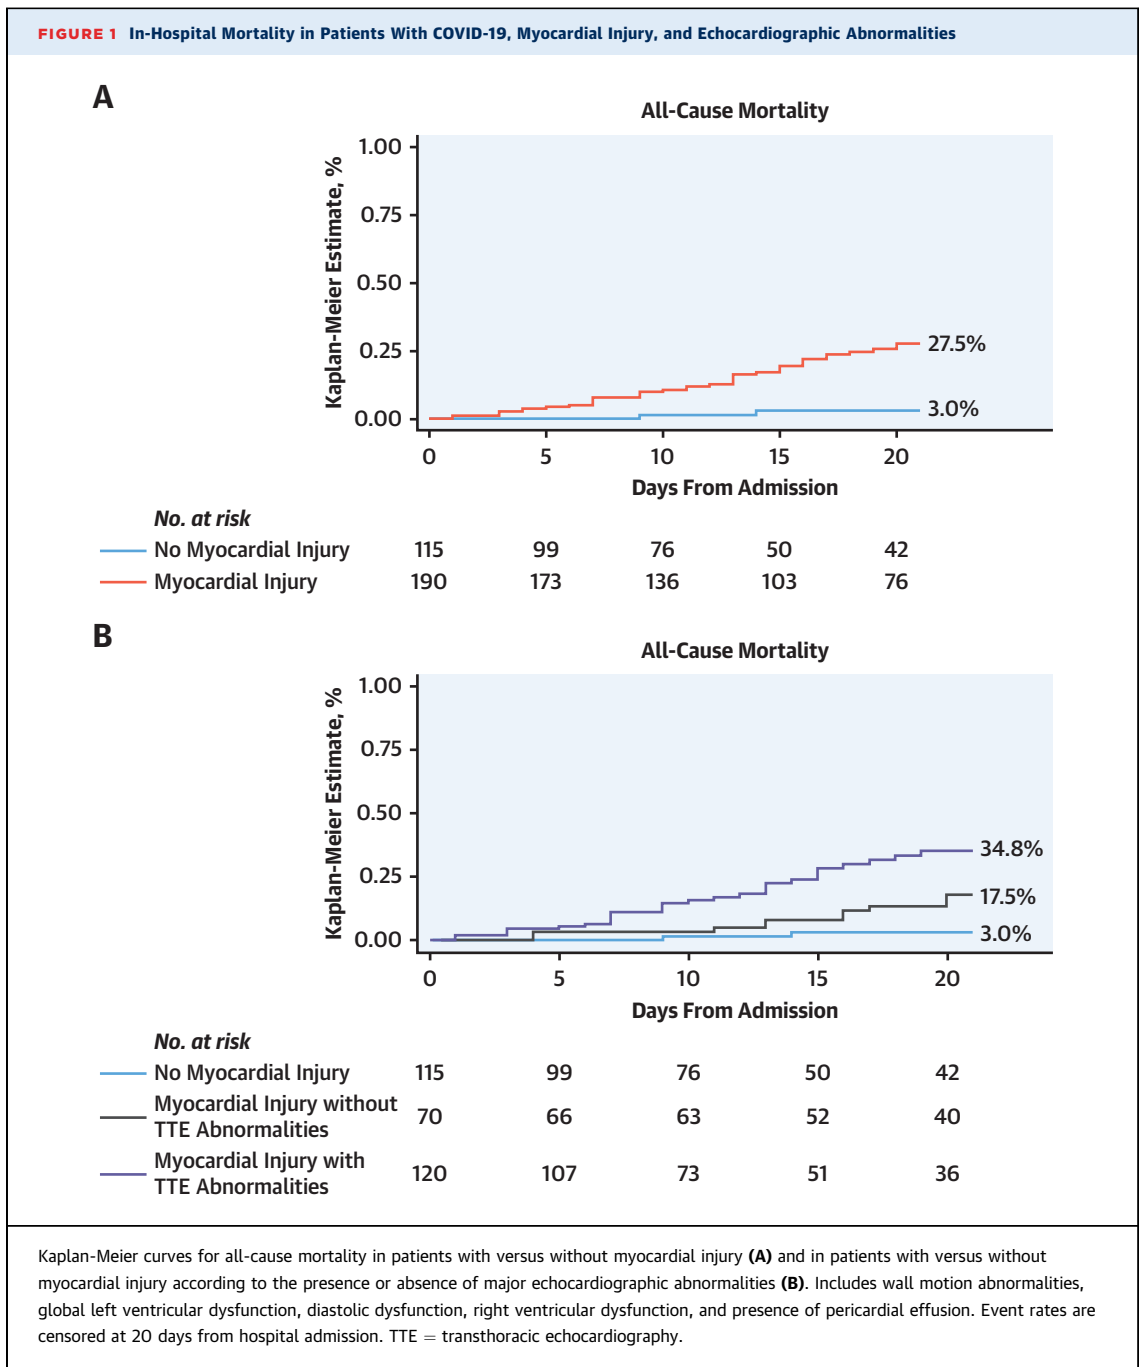 FIGURE 1 In-Hospital Mortality in Patients With COVID-19, Myocardial Injury, and Echocardiographic Abnormalities
A
All-Cause Mortality
Kaplan-Meier Estimate, %
1.00
0.75
0.50
0.25
0.00
27.5%
3.0%
0 5 10 15 20
Days From Admission
No. at risk
No Myocardial Injury 115 99 76 50 42
Myocardial Injury 190 173 136 103 76
B
All-Cause Mortality
Kaplan-Meier Estimate, %
1.00
0.75
0.50
0.25
0.00
34.8%
17.5%
3.0%
0 5 10 15 20
Days From Admission
No. at risk
No Myocardial Injury 115 99 76 50 42
Myocardial Injury without
TTE Abnormalities 70 66 63 52 40
Myocardial Injury with
TTE Abnormalities 120 107 73 51 36
Kaplan-Meier curves for all-cause mortality in patients with versus without myocardial injury (A) and in patients with versus without
myocardial injury according to the presence or absence of major echocardiographic abnormalities (B). Includes wall motion abnormalities,
global left ventricular dysfunction, diastolic dysfunction, right ventricular dysfunction, and presence of pericardial effusion. Event rates are
censored at 20 days from hospital admission. TTE = transthoracic echocardiography.